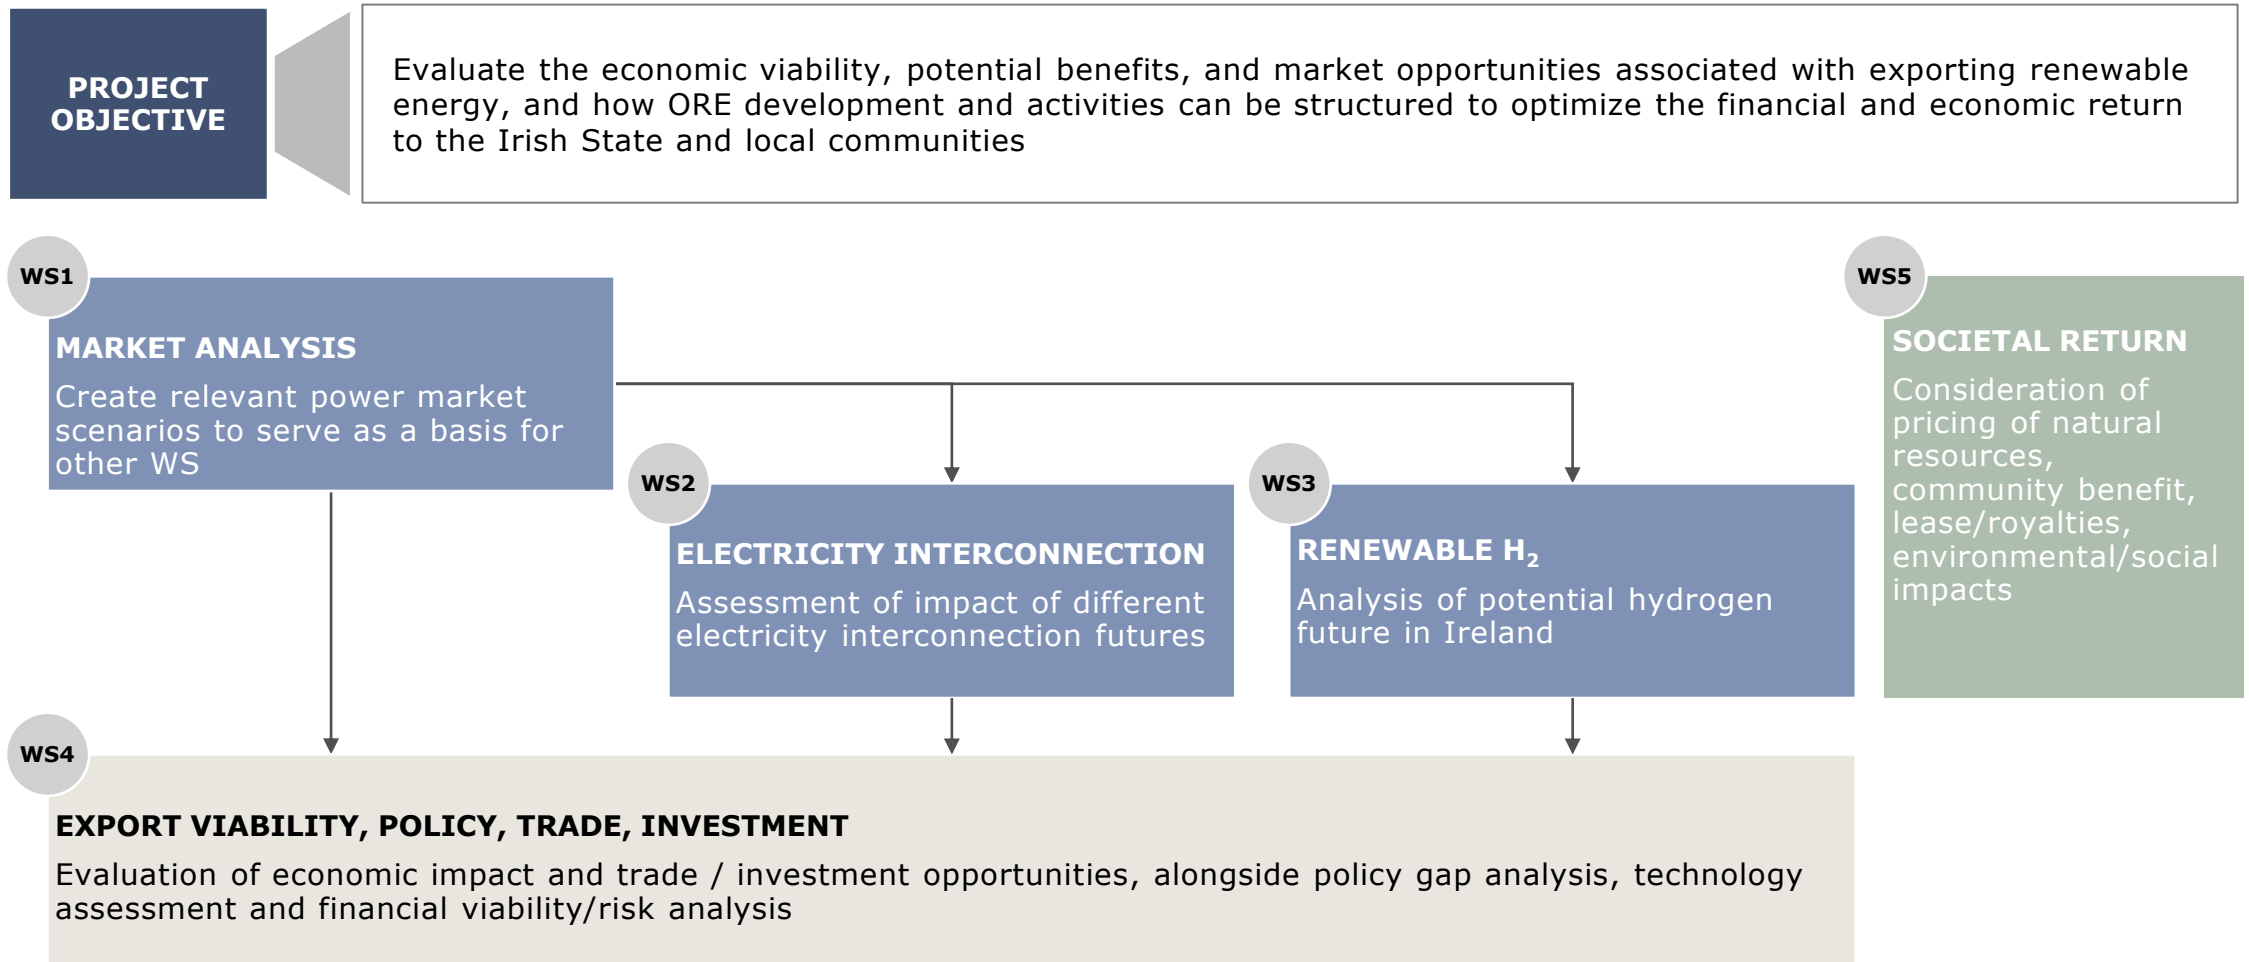 PROJECT
OBJECTIVE
Evaluate the economic viability, potential benefits, and market opportunities associated with exporting renewable
energy, and how ORE development and activities can be structured to optimize the financial and economic return
to the Irish State and local communities
WS1
MARKET ANALYSIS
Create relevant power market
scenarios to serve as a basis for
other WS
WS2
ELECTRICITY INTERCONNECTION
Assessment of impact of different
electricity interconnection futures
WS3
RENEWABLE H₂
Analysis of potential hydrogen
future in Ireland
WS5
SOCIETAL RETURN
Consideration of
pricing of natural
resources,
community benefit,
lease/royalties,
environmental/social
impacts
WS4
EXPORT VIABILITY, POLICY, TRADE, INVESTMENT
Evaluation of economic impact and trade / investment opportunities, alongside policy gap analysis, technology
assessment and financial viability/risk analysis